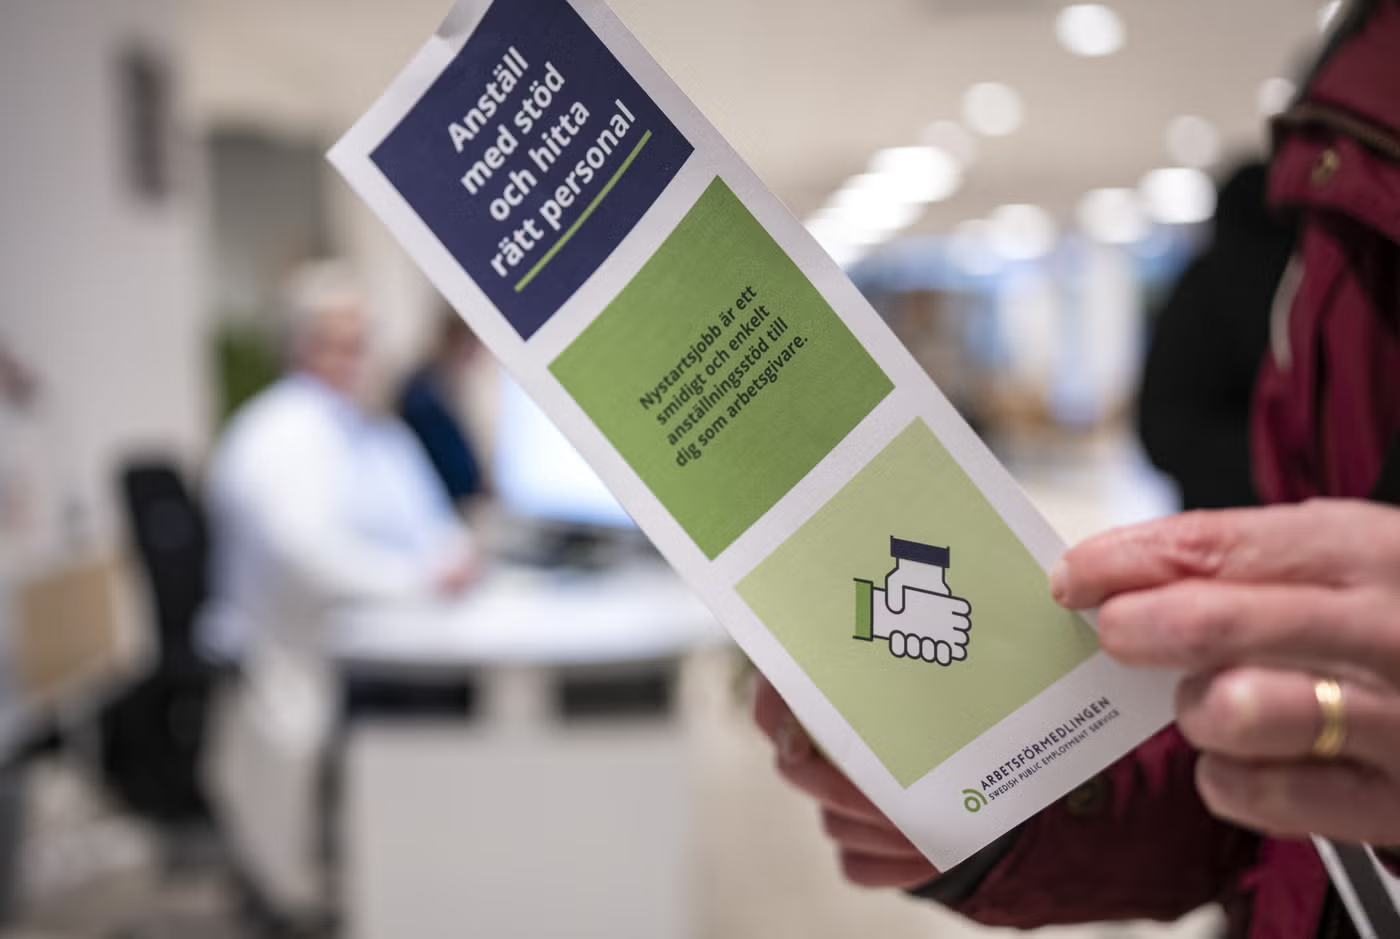 Anställ
med stöd
och hitta
rätt personal
Nystartsjobb är ett
smidigt och enkelt
anställningsstöd till
dig som arbetsgivare.
ARBETSFÖRMEDLINGEN
SWEDISH PUBLIC EMPLOYMENT SERVICE